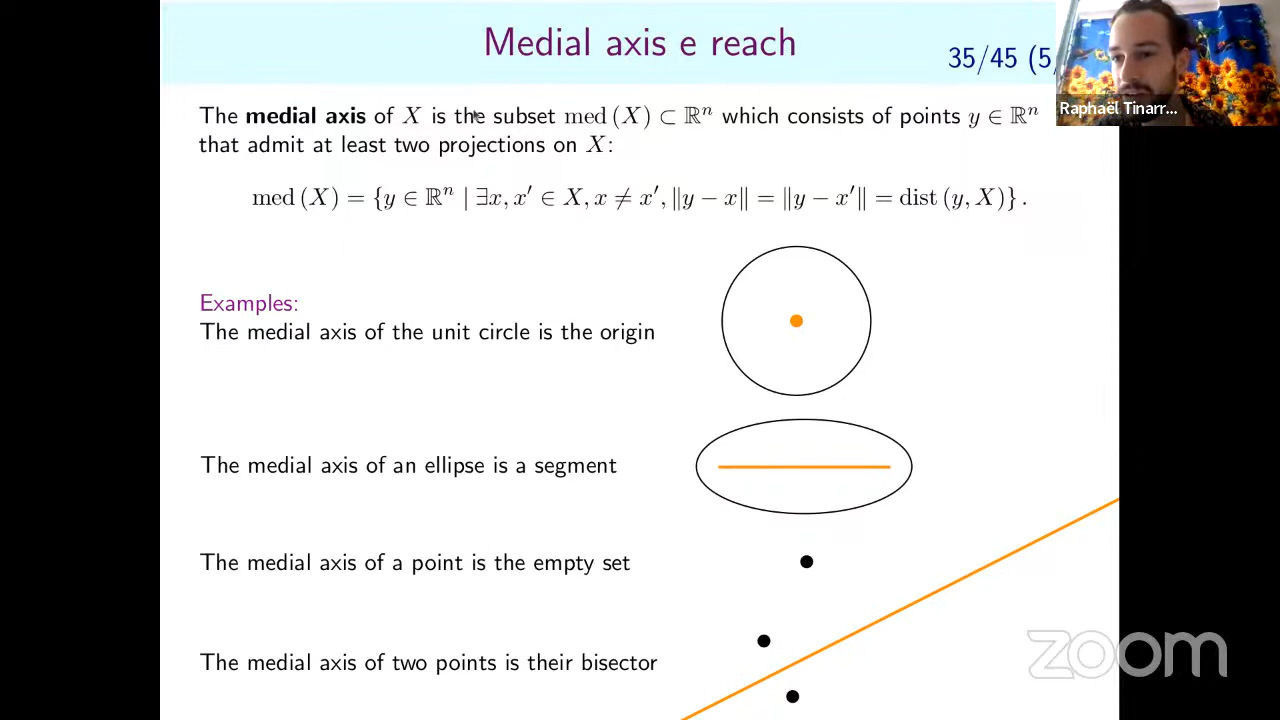 Medial axis e reach
35/45 (5/
Raphaël Tinarr...
The medial axis of X is the subset med (X) ⊂ ℝⁿ which consists of points y ∈ ℝⁿ
that admit at least two projections on X:
med (X) = {y ∈ ℝⁿ | ∃x, x′ ∈ X, x ≠ x′, ‖y − x‖ = ‖y − x′‖ = dist (y, X)} .
Examples:
The medial axis of the unit circle is the origin
The medial axis of an ellipse is a segment
The medial axis of a point is the empty set
The medial axis of two points is their bisector
zoom